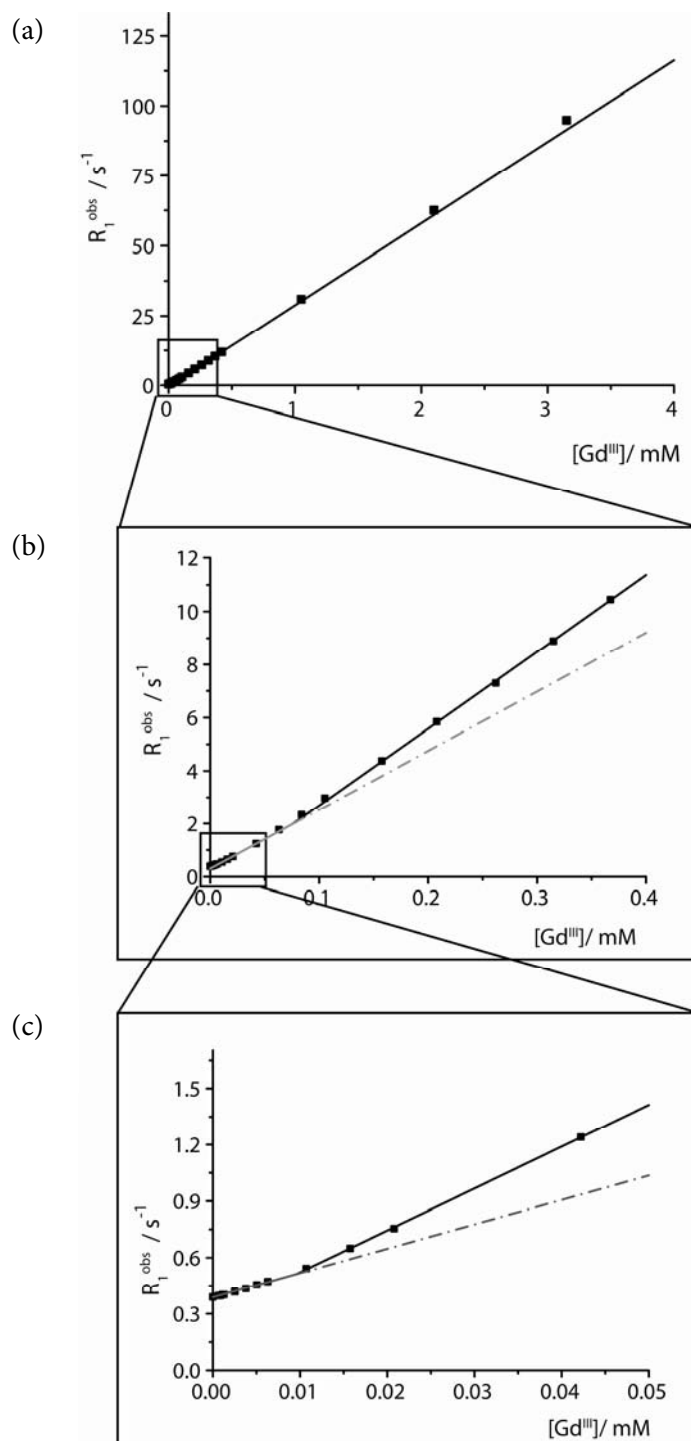 (a)
125
100
75
50
25
0
R₁ᵒᵇˢ / s⁻¹
0 1 2 3 4
[Gdᴵᴵᴵ]/ mM
(b)
12
10
8
6
4
2
0
R₁ᵒᵇˢ / s⁻¹
0.0 0.1 0.2 0.3 0.4
[Gdᴵᴵᴵ]/ mM
(c)
1.5
1.2
0.9
0.6
0.3
0.0
R₁ᵒᵇˢ / s⁻¹
0.00 0.01 0.02 0.03 0.04 0.05
[Gdᴵᴵᴵ]/ mM